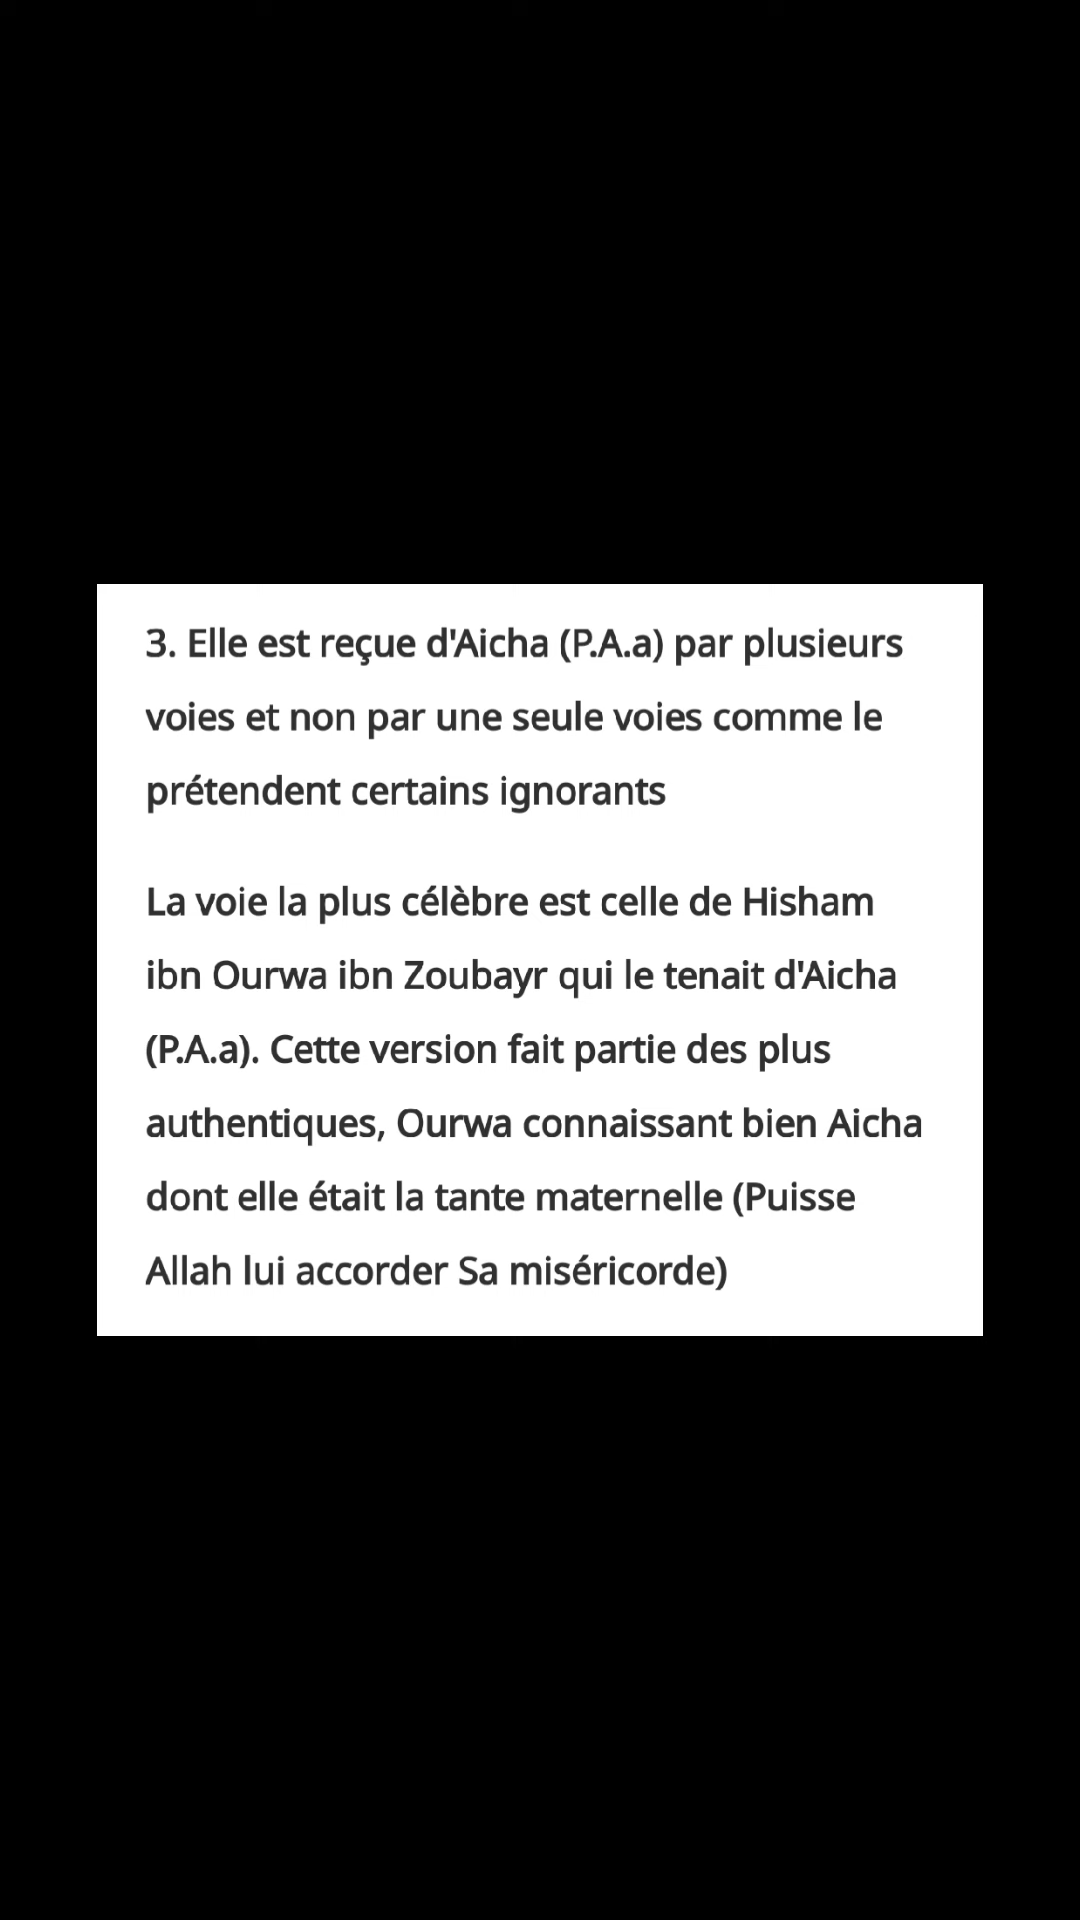 3. Elle est reçue d'Aicha (P.A.a) par plusieurs
voies et non par une seule voies comme le
prétendent certains ignorants
La voie la plus célèbre est celle de Hisham
ibn Ourwa ibn Zoubayr qui le tenait d'Aicha
(P.A.a). Cette version fait partie des plus
authentiques, Ourwa connaissant bien Aicha
dont elle était la tante maternelle (Puisse
Allah lui accorder Sa miséricorde)